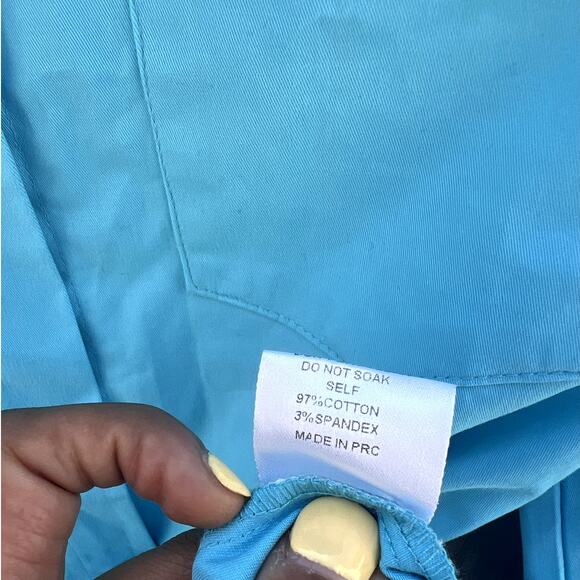 DO NOT SOAK
SELF
97%COTTON
3%SPANDEX
MADE IN PRC